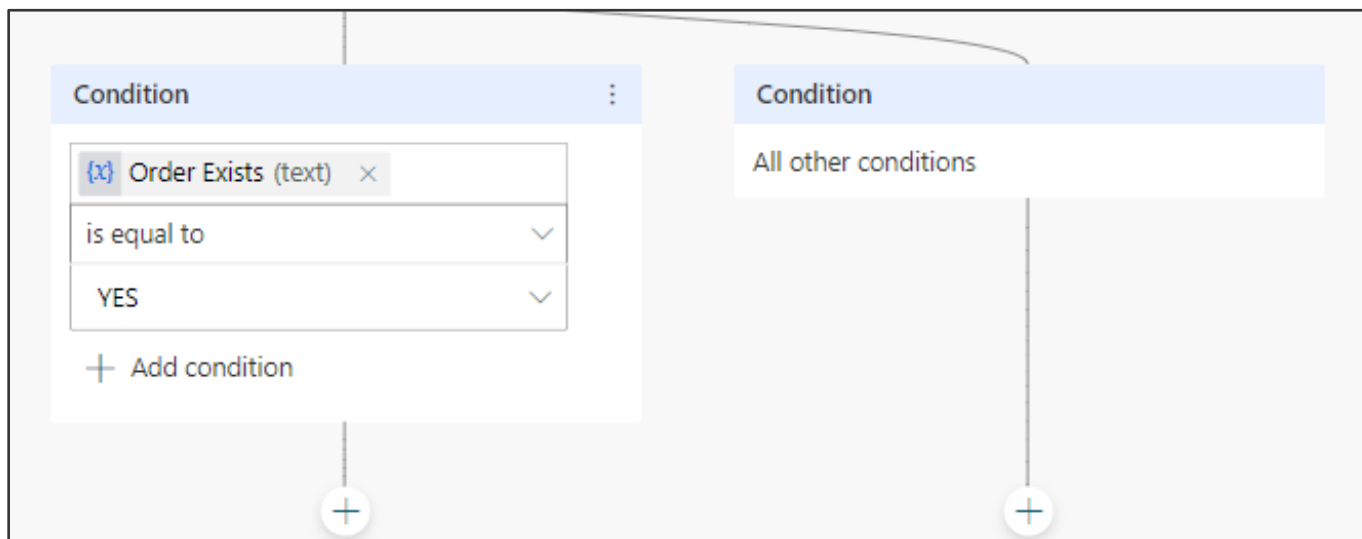 Condition
{x} Order Exists (text) ×
is equal to
YES
+ Add condition
Condition
All other conditions